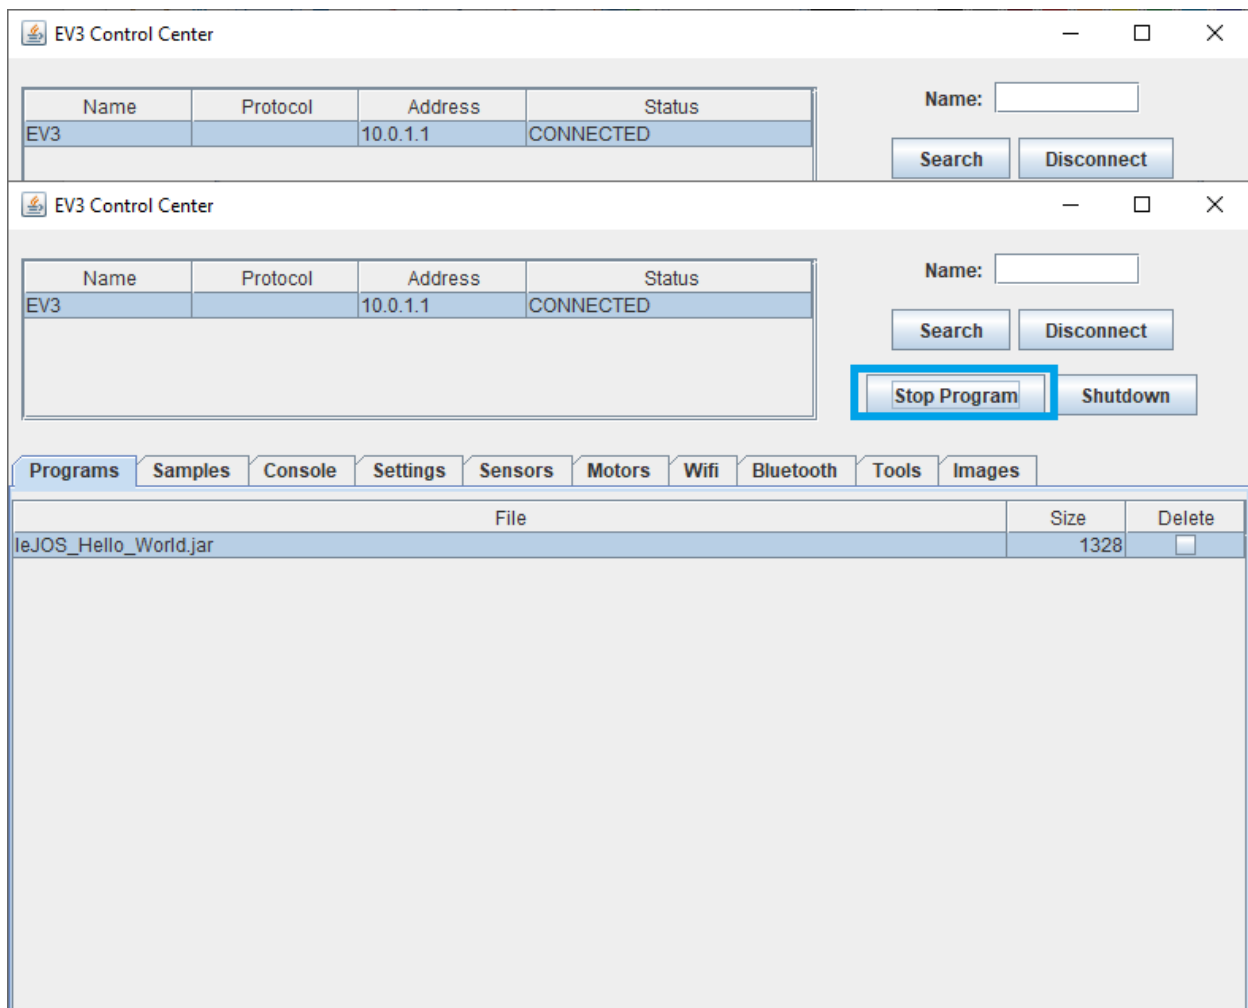 EV3 Control Center
Name:
Name Protocol Address Status
EV3 10.0.1.1 CONNECTED
Search Disconnect
EV3 Control Center
Name:
Name Protocol Address Status
EV3 10.0.1.1 CONNECTED
Search Disconnect
Stop Program Shutdown
Programs Samples Console Settings Sensors Motors Wifi Bluetooth Tools Images
File Size Delete
leJOS_Hello_World.jar 1328